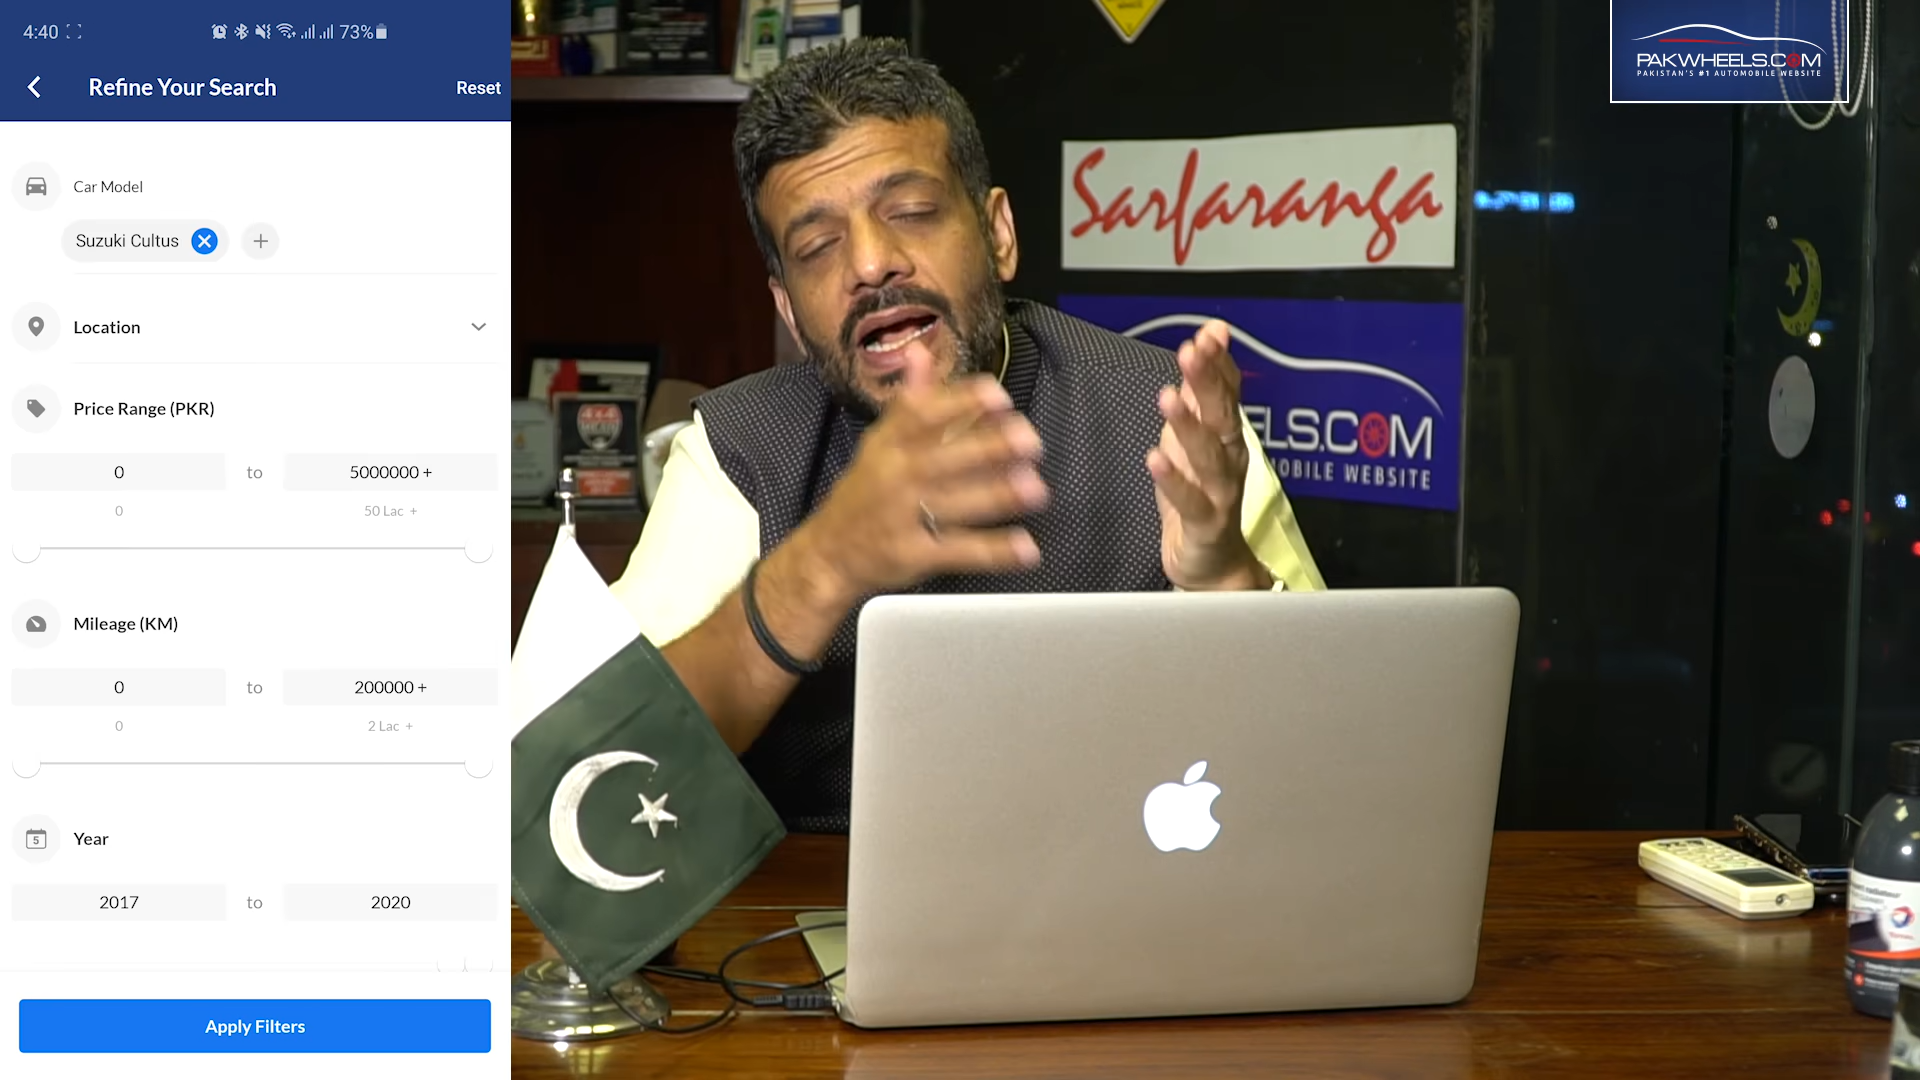 4:40
73%
Refine Your Search
Reset
Car Model
Suzuki Cultus
Location
Price Range (PKR)
0 to 5000000 +
0
50 Lac +
Mileage (KM)
0 to 200000 +
0
2 Lac +
5
Year
2017 to 2020
Apply Filters
PAKWHEELS.COM
PAKISTAN'S #1 AUTOMOBILE WEBSITE
Sarfaranga
ELS.COM
OBILE WEBSITE
4x4